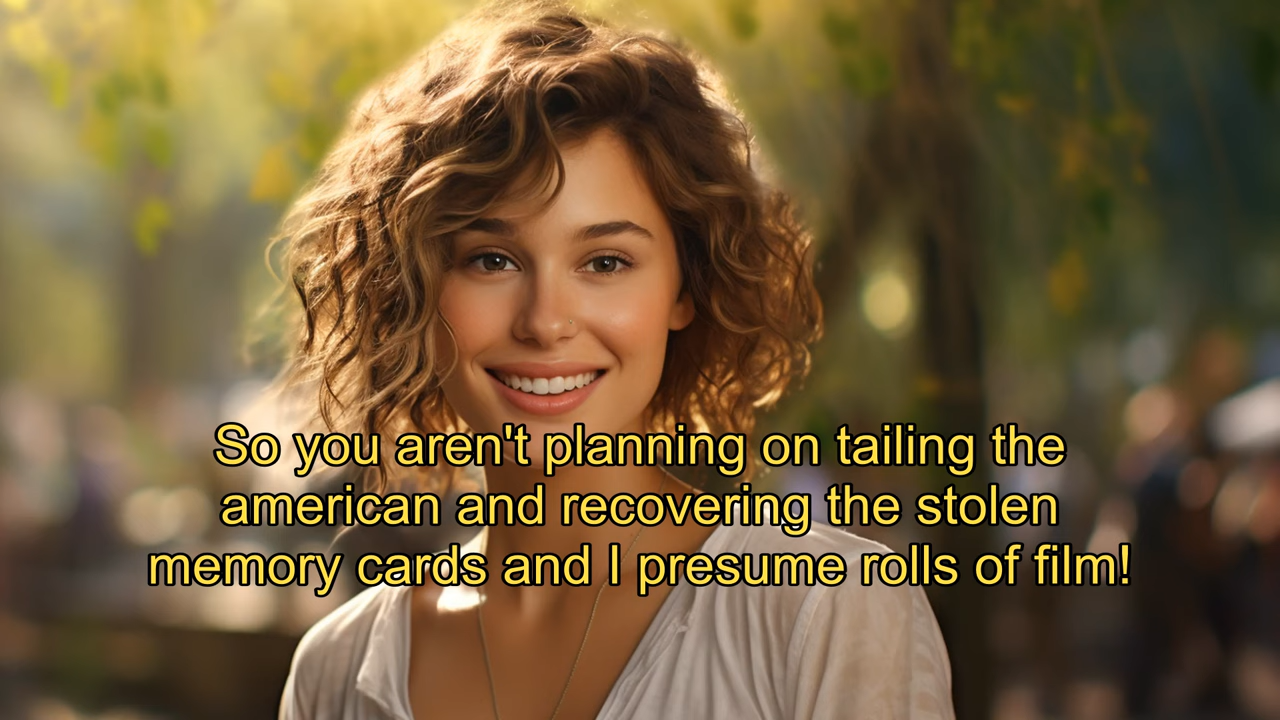 So you aren't planning on tailing the
american and recovering the stolen
memory cards and I presume rolls of film!